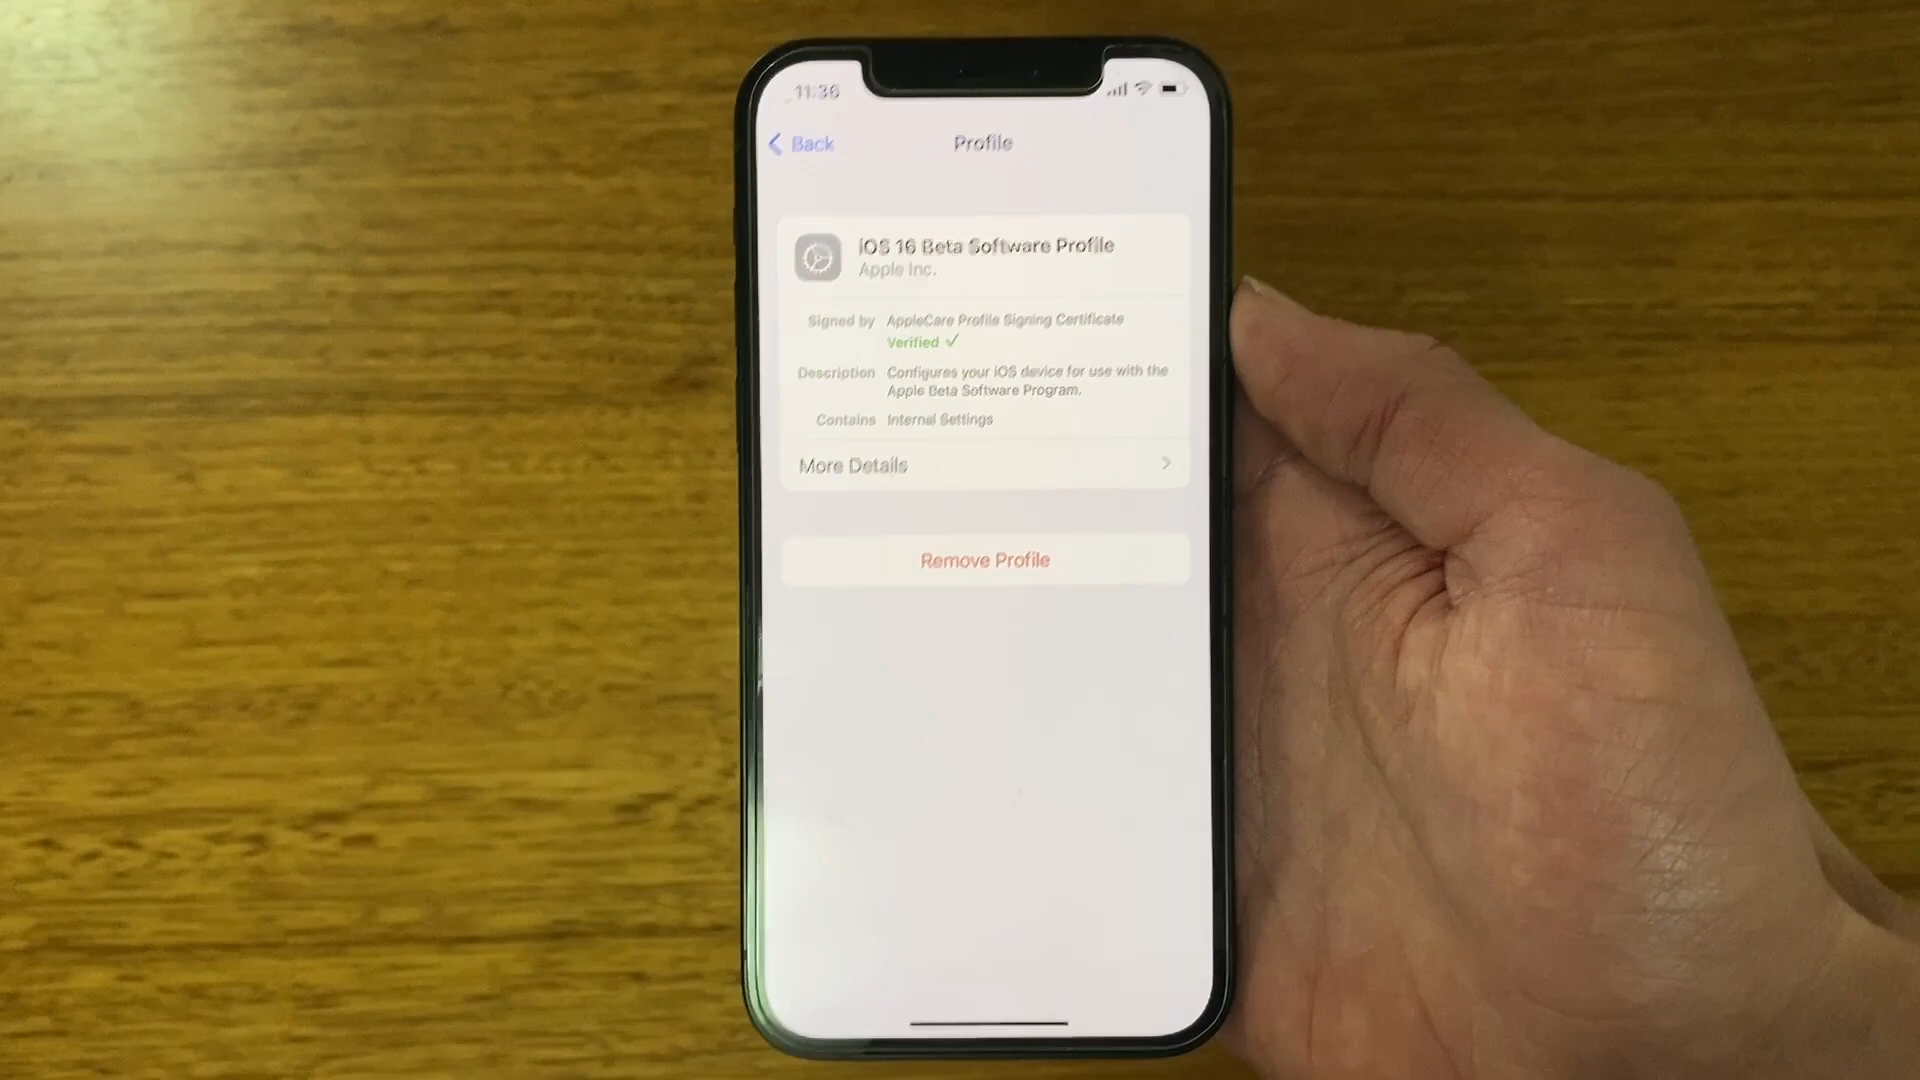 11:36
Back
Profile
iOS 16 Beta Software Profile
Apple Inc.
Signed by AppleCare Profile Signing Certificate
Verified ✓
Description Configures your iOS device for use with the
Apple Beta Software Program.
Contains Internal Settings
More Details
Remove Profile